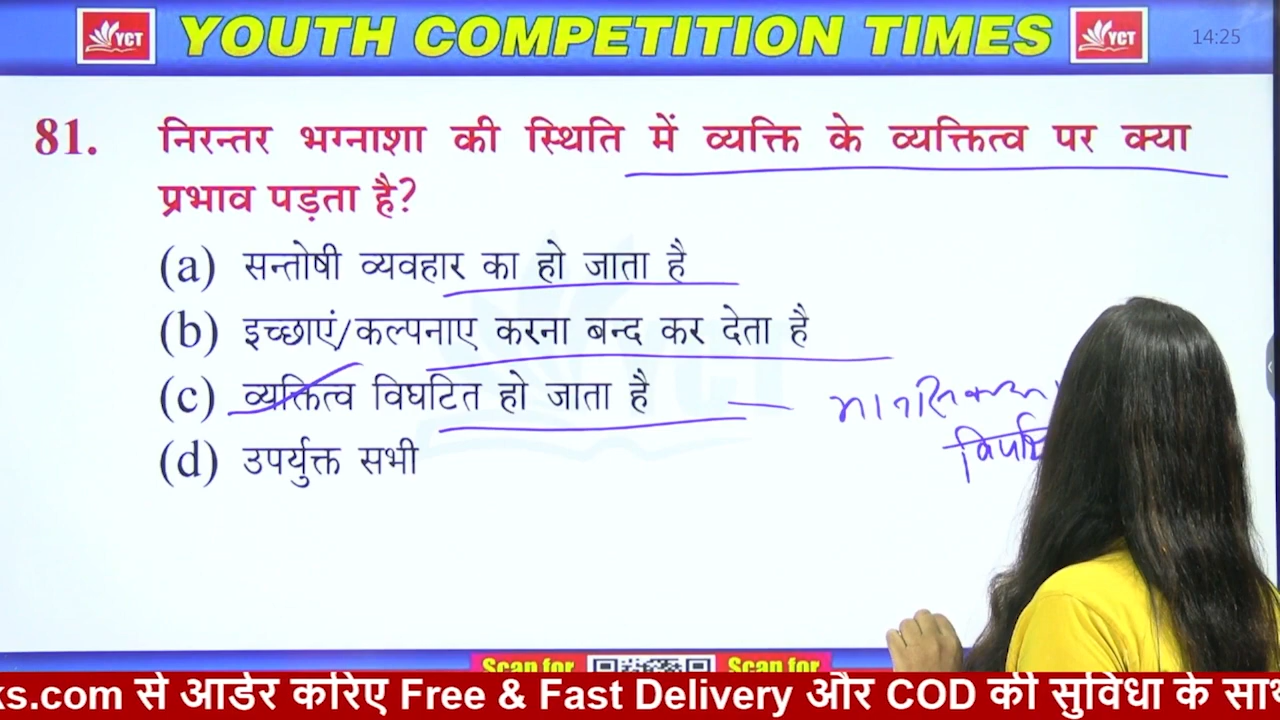 YCT YOUTH COMPETITION TIMES YCT 14:25
81. निरन्तर भग्नाशा की स्थिति में व्यक्ति के व्यक्तित्व पर क्या
प्रभाव पड़ता है?
(a) सन्तोषी व्यवहार का हो जाता है
(b) इच्छाएं/कल्पनाए करना बन्द कर देता है
(c) व्यक्तित्व विघटित हो जाता है
(d) उपर्युक्त सभी
Scan for Scan for
ks.com से आर्डर करिए Free & Fast Delivery और COD की सुविधा के साथ